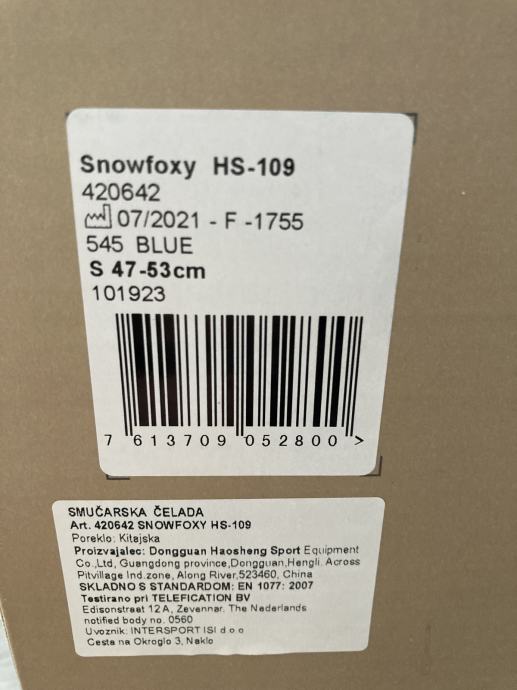 Snowfoxy HS-109
420642
07/2021 - F -1755
545 BLUE
S 47-53cm
101923
7 613709 052800 >
SMUČARSKA ČELADA
Art. 420642 SNOWFOXY HS-109
Poreklo: Kitajska
Proizvajalec: Dongguan Haosheng Sport Equipment
Co.,Ltd, Guangdong province,Dongguan,Hengli. Across
Pitvillage Ind.zone, Along River,523460, China
SKLADNO S STANDARDOM: EN 1077: 2007
Testirano pri TELEFICATION BV
Edisonstraat 12A, Zevennar. The Nederlands
notified body no. 0560
Uvoznik: INTERSPORT ISI d o o
Cesta na Okroglo 3, Naklo